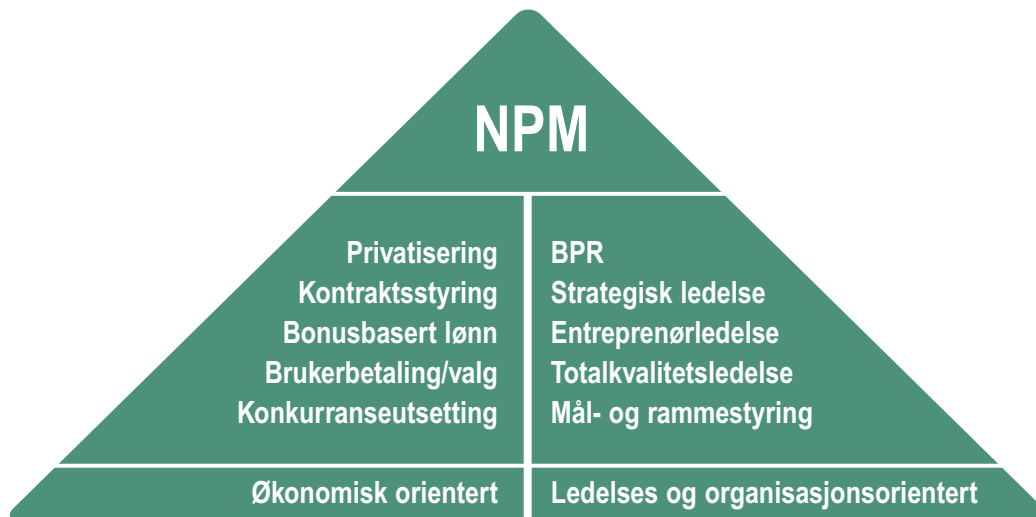 NPM
Privatisering
Kontraktsstyring
Bonusbasert lønn
Brukerbetaling/valg
Konkurranseutsetting
BPR
Strategisk ledelse
Entreprenørledelse
Totalkvalitetsledelse
Mål- og rammestyring
Økonomisk orientert
Ledelses og organisasjonsorientert